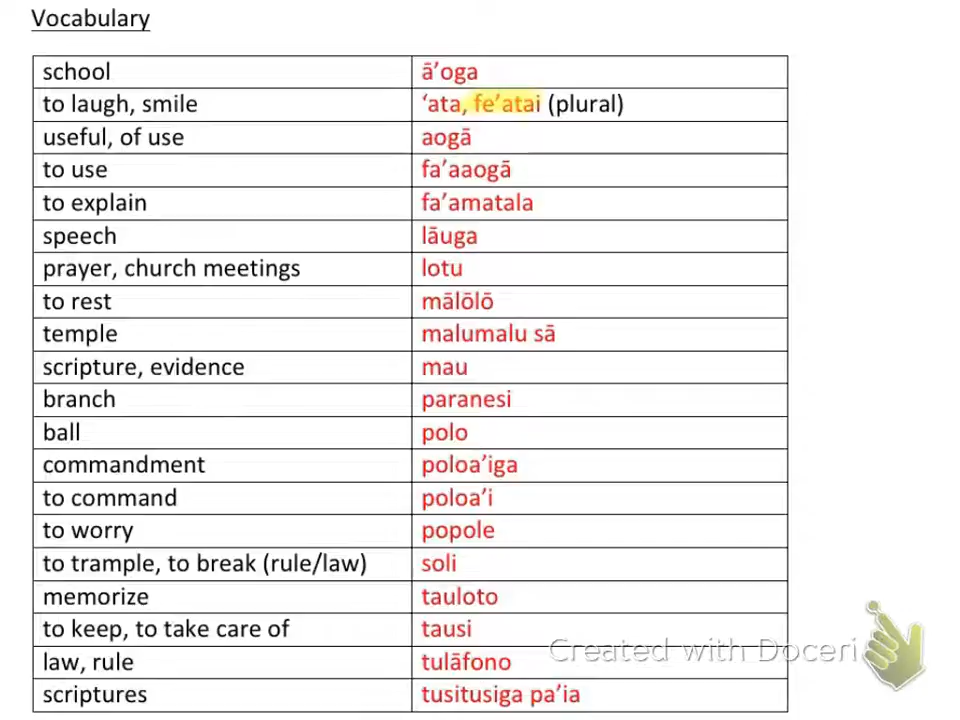 Vocabulary
school ā’oga
to laugh, smile ‘ata, fe’atai (plural)
useful, of use aogā
to use fa’aaogā
to explain fa’amatala
speech lāuga
prayer, church meetings lotu
to rest mālōlō
temple malumalu sā
scripture, evidence mau
branch paranesi
ball polo
commandment poloa’iga
to command poloa’i
to worry popole
to trample, to break (rule/law) soli
memorize tauloto
to keep, to take care of tausi
law, rule tulāfono
scriptures tusitusiga pa’ia
Created with Doceri